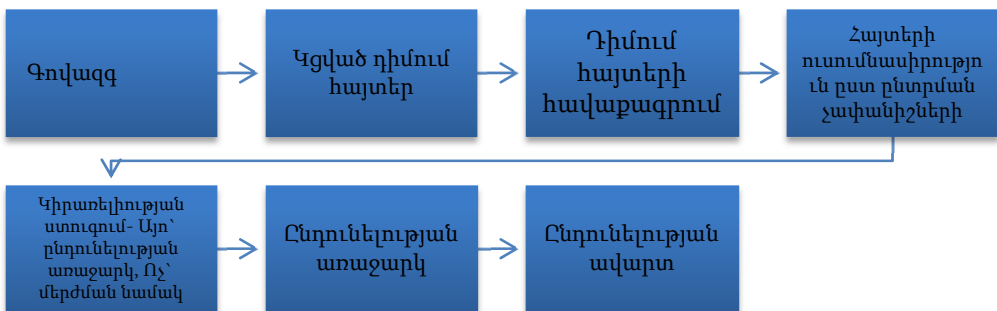 Գովազգ
Կցված դիմում
հայտեր
Դիմում
հայտերի
հավաքագրում
Հայտերի
ուսումնասիրությո
ւն ըստ ընտրման
չափանիշների
Կիրառելիության
ստուգում- Այո՝
ընդունելության
առաջարկ, Ոչ՝
մերժման նամակ
Ընդունելության
առաջարկ
Ընդունելության
ավարտ